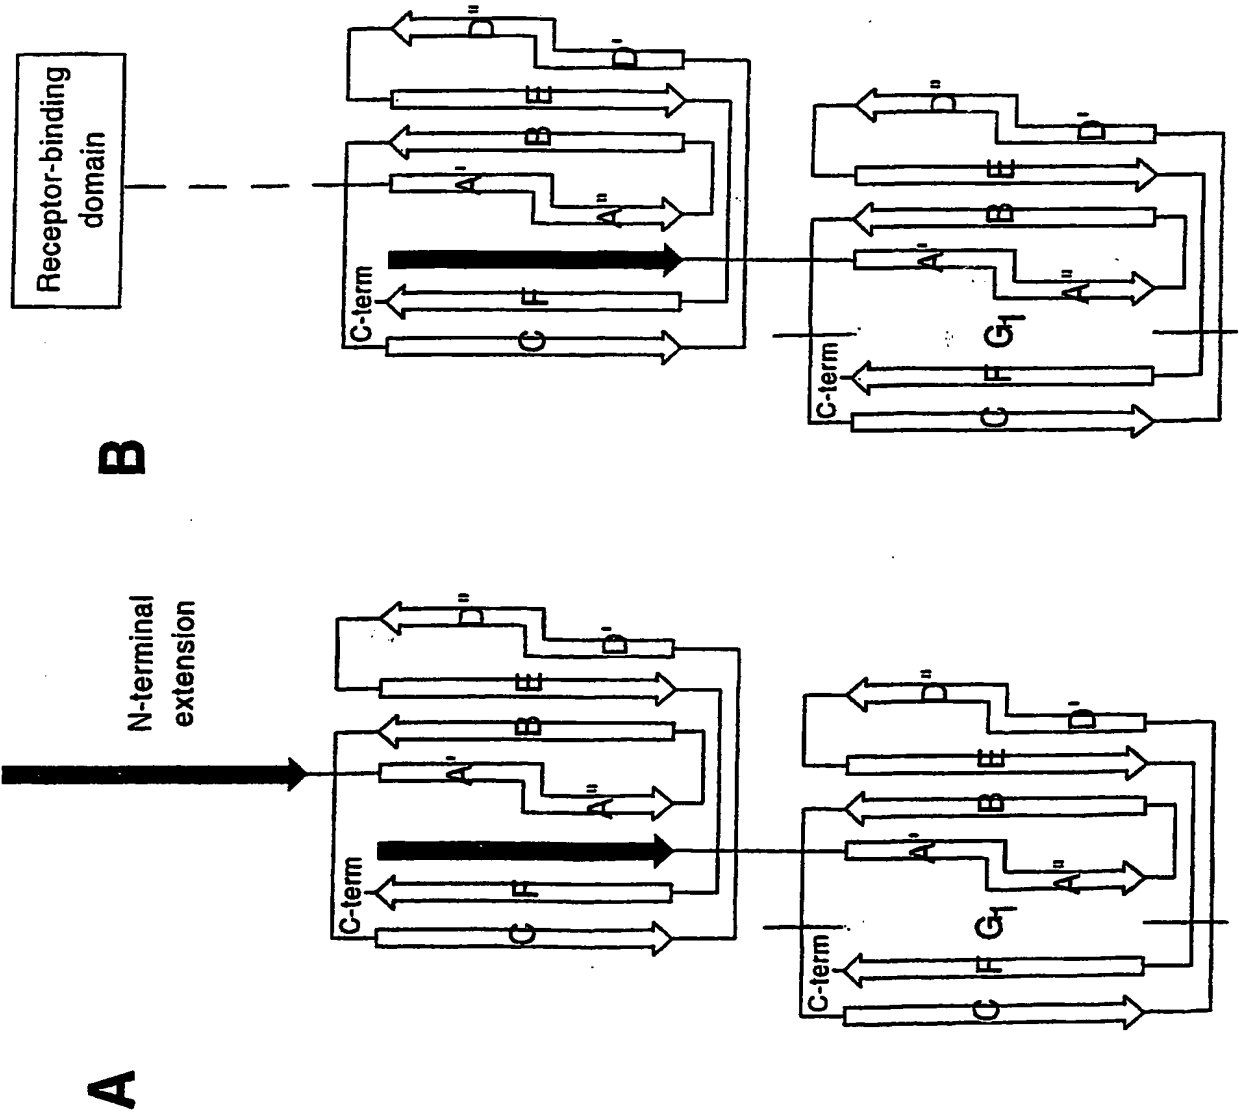 A
N-terminal
extension
C-term
C
F
A'
A"
B
E
D'
D"
C-term
C
F
G1
A'
A"
B
E
D'
D"
B
Receptor-binding
domain
C-term
C
F
A'
A"
B
E
D'
D"
C-term
C
F
G1
A'
A"
B
E
D'
D"